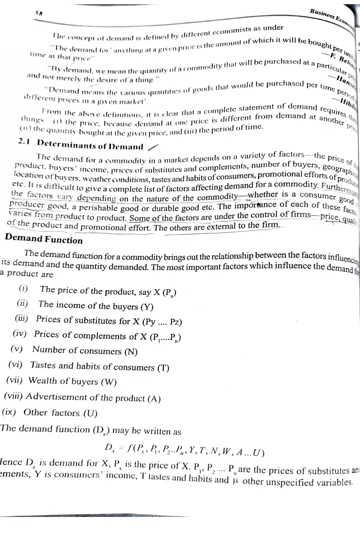 58
Business Econo
The concept of demand is defined by different economists as under
"The demand for anything at a given price is the amount of which it will be bought per
time at that price"
"By demand, we mean the quantity of a commodity that will be purchased at a particular
and not merely the desire of a thing."
"Demand means the various quantities of goods that would be purchased per time
different prices in a given market'.
From the above definitions, it is clear that a complete statement of demand requires
things (i) the price, because demand at one price is different from demand at another
(ii) the quantity bought at the given price, and (iii) the period of time.
2.1 Determinants of Demand
The demand for a commodity in a market depends on a variety of factors—the price of
product, buyers' income, prices of substitutes and complements, number of buyers,
location of buyers, weather conditions, tastes and habits of consumers, promotional efforts of
etc. It is difficult to give a complete list of factors affecting demand for a commodity.
the factors vary depending on the nature of the commodity—whether is a consumer good
producer good, a perishable good or durable good etc. The importance of each of these
varies from product to product. Some of the factors are under the control of firms—price,
of the product and promotional effort. The others are external to the firm.
Demand Function
The demand function for a commodity brings out the relationship between the factors
its demand and the quantity demanded. The most important factors which influence the demand
a product are
(i) The price of the product, say X (Pₓ)
(ii) The income of the buyers (Y)
(iii) Prices of substitutes for X (Py .... Pz)
(iv) Prices of complements of X (P₁....Pₙ)
(v) Number of consumers (N)
(vi) Tastes and habits of consumers (T)
(vii) Wealth of buyers (W)
(viii) Advertisement of the product (A)
(ix) Other factors (U)
The demand function (Dₓ) may be written as
Dₓ = f(Pₓ, P₁, P₂..Pₙ, Y, T, N, W, A...U)
Hence Dₓ is demand for X, Pₓ is the price of X. P₁, P₂ ... Pₙ are the prices of substitutes
ements, Y is consumers' income, T tastes and habits and μ other unspecified variables.